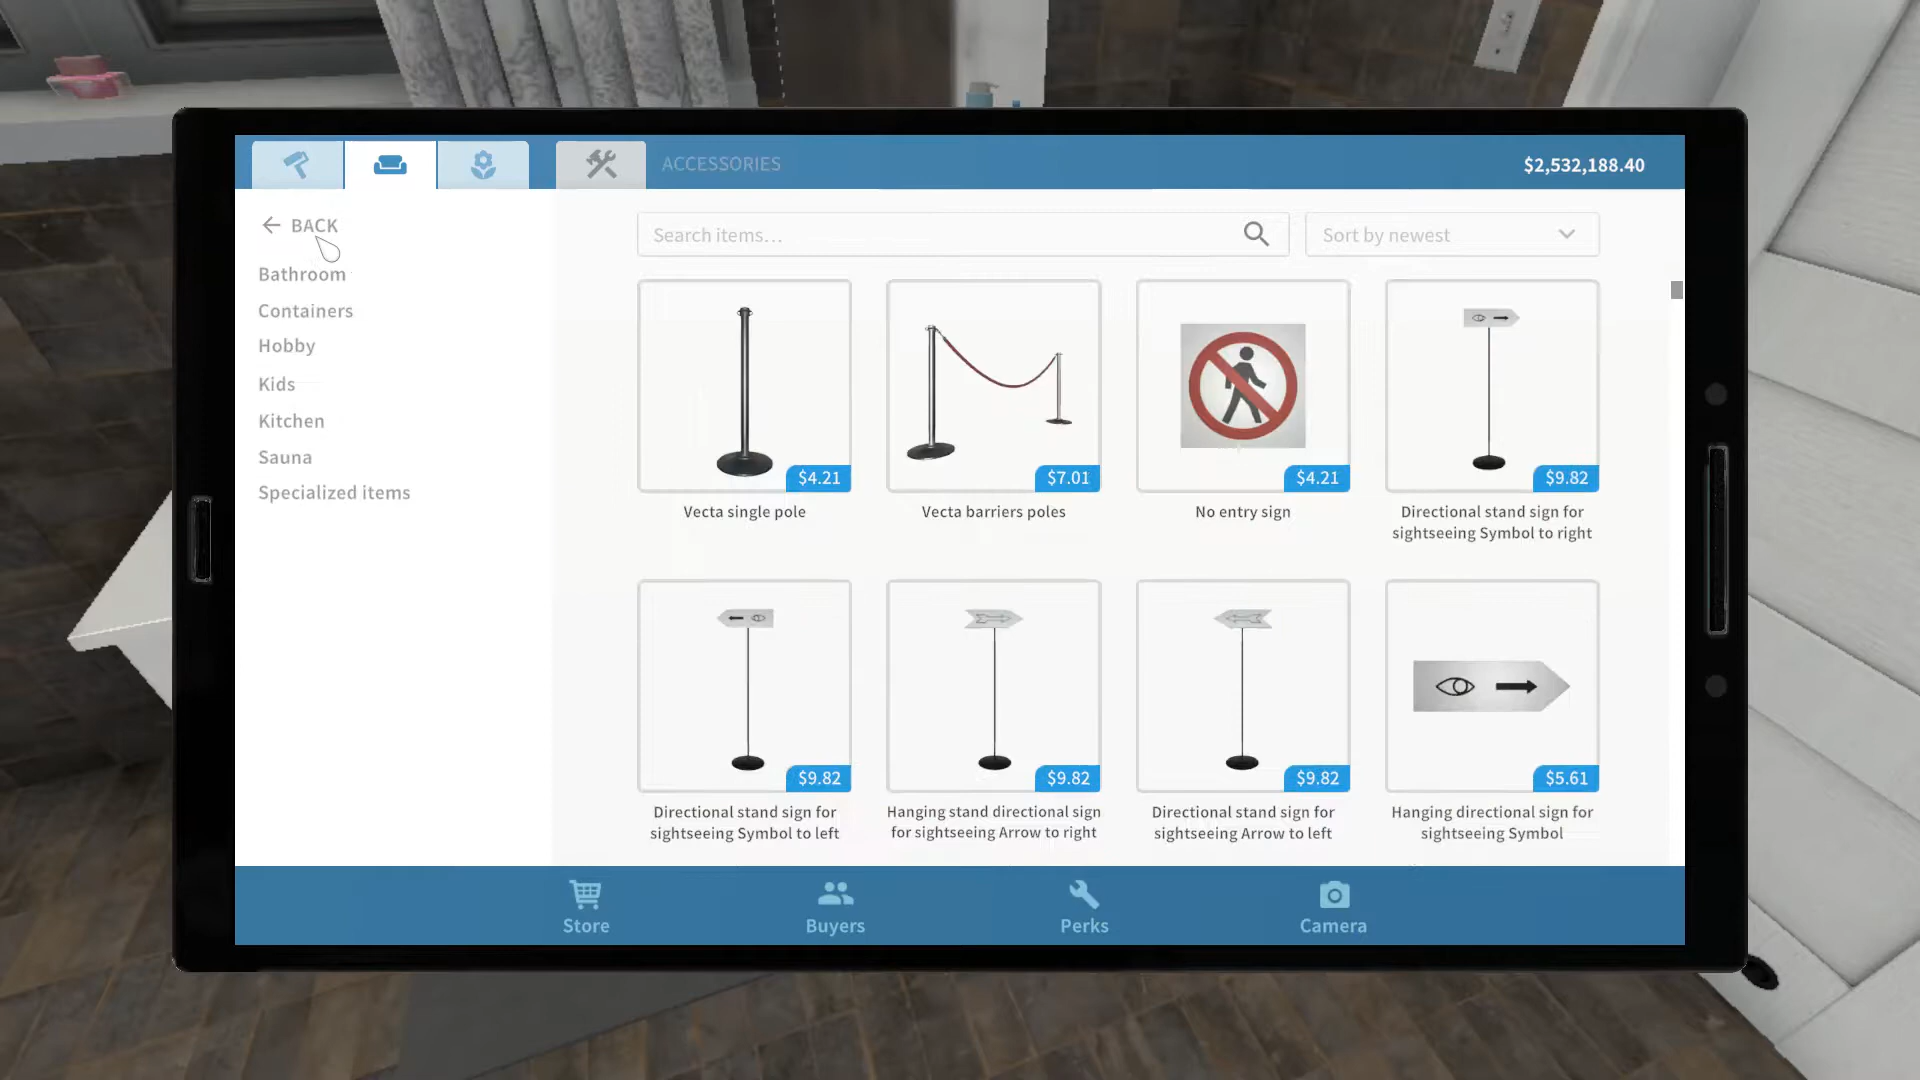 ACCESSORIES
$2,532,188.40
BACK
Search items...
Sort by newest
Bathroom
Containers
Hobby
Kids
Kitchen
Sauna
Specialized items
$4.21
$7.01
$4.21
$9.82
Vecta single pole
Vecta barriers poles
No entry sign
Directional stand sign for
sightseeing Symbol to right
$9.82
$9.82
$9.82
$5.61
Directional stand sign for
sightseeing Symbol to left
Hanging stand directional sign
for sightseeing Arrow to right
Directional stand sign for
sightseeing Arrow to left
Hanging directional sign for
sightseeing Symbol
Store
Buyers
Perks
Camera